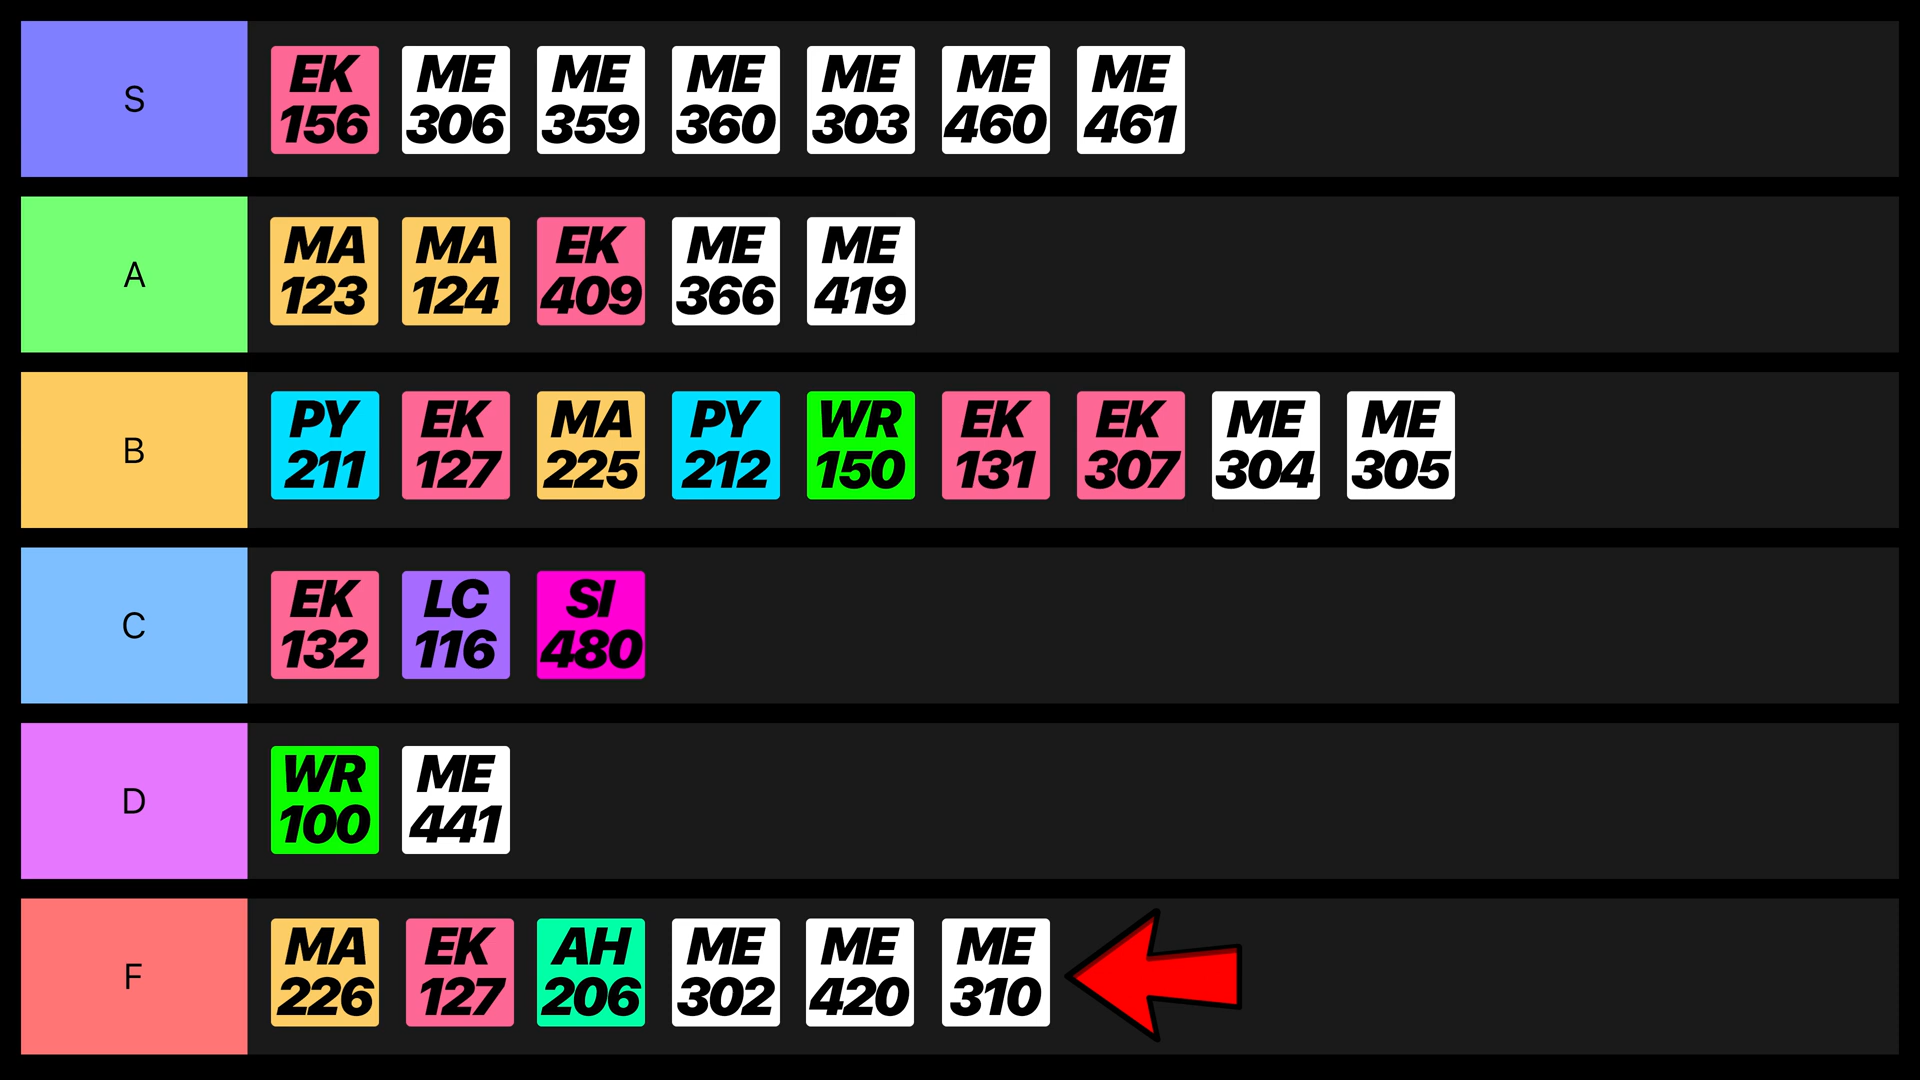 S
EK
156
ME
306
ME
359
ME
360
ME
303
ME
460
ME
461
A
MA
123
MA
124
EK
409
ME
366
ME
419
B
PY
211
EK
127
MA
225
PY
212
WR
150
EK
131
EK
307
ME
304
ME
305
C
EK
132
LC
116
SI
480
D
WR
100
ME
441
F
MA
226
EK
127
AH
206
ME
302
ME
420
ME
310